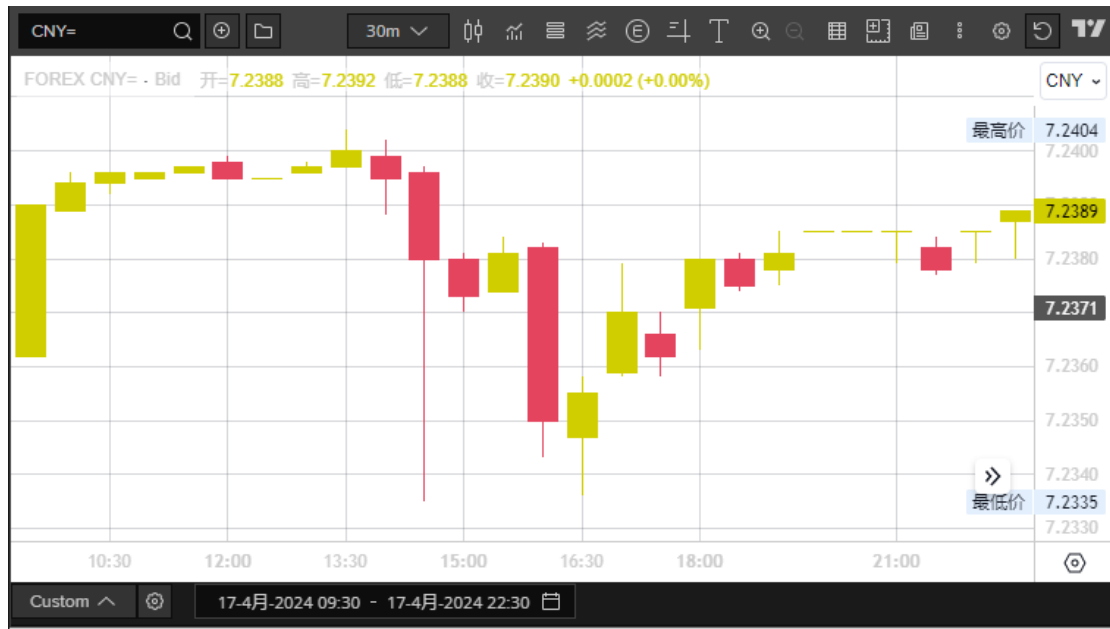 CNY=
30m
E
T
FOREX CNY= - Bid 开=7.2388 高=7.2392 低=7.2388 收=7.2390 +0.0002 (+0.00%)
CNY
最高价 7.2404
7.2400
7.2389
7.2380
7.2371
7.2360
7.2350
7.2340
最低价 7.2335
7.2330
10:30 12:00 13:30 15:00 16:30 18:00 21:00
Custom 17-4月-2024 09:30 - 17-4月-2024 22:30